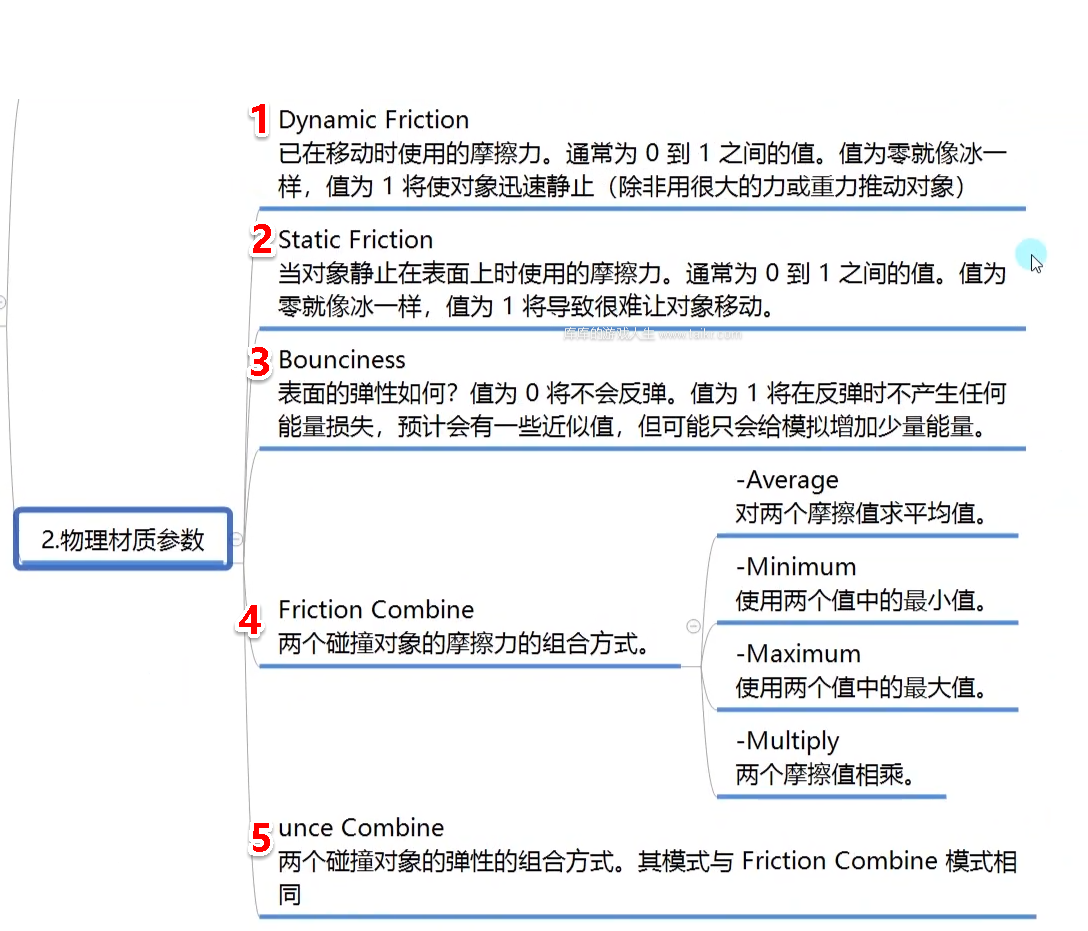 1 Dynamic Friction
已在移动时使用的摩擦力。通常为 0 到 1 之间的值。值为零就像冰一
样，值为 1 将使对象迅速静止（除非用很大的力或重力推动对象）
2 Static Friction
当对象静止在表面上时使用的摩擦力。通常为 0 到 1 之间的值。值为
零就像冰一样，值为 1 将导致很难让对象移动。
库库的游戏人生
3 Bounciness
表面的弹性如何？值为 0 将不会反弹。值为 1 将在反弹时不产生任何
能量损失，预计会有一些近似值，但可能只会给模拟增加少量能量。
2.物理材质参数
4 Friction Combine
两个碰撞对象的摩擦力的组合方式。
-Average
对两个摩擦值求平均值。
-Minimum
使用两个值中的最小值。
-Maximum
使用两个值中的最大值。
-Multiply
两个摩擦值相乘。
5 unce Combine
两个碰撞对象的弹性的组合方式。其模式与 Friction Combine 模式相
同